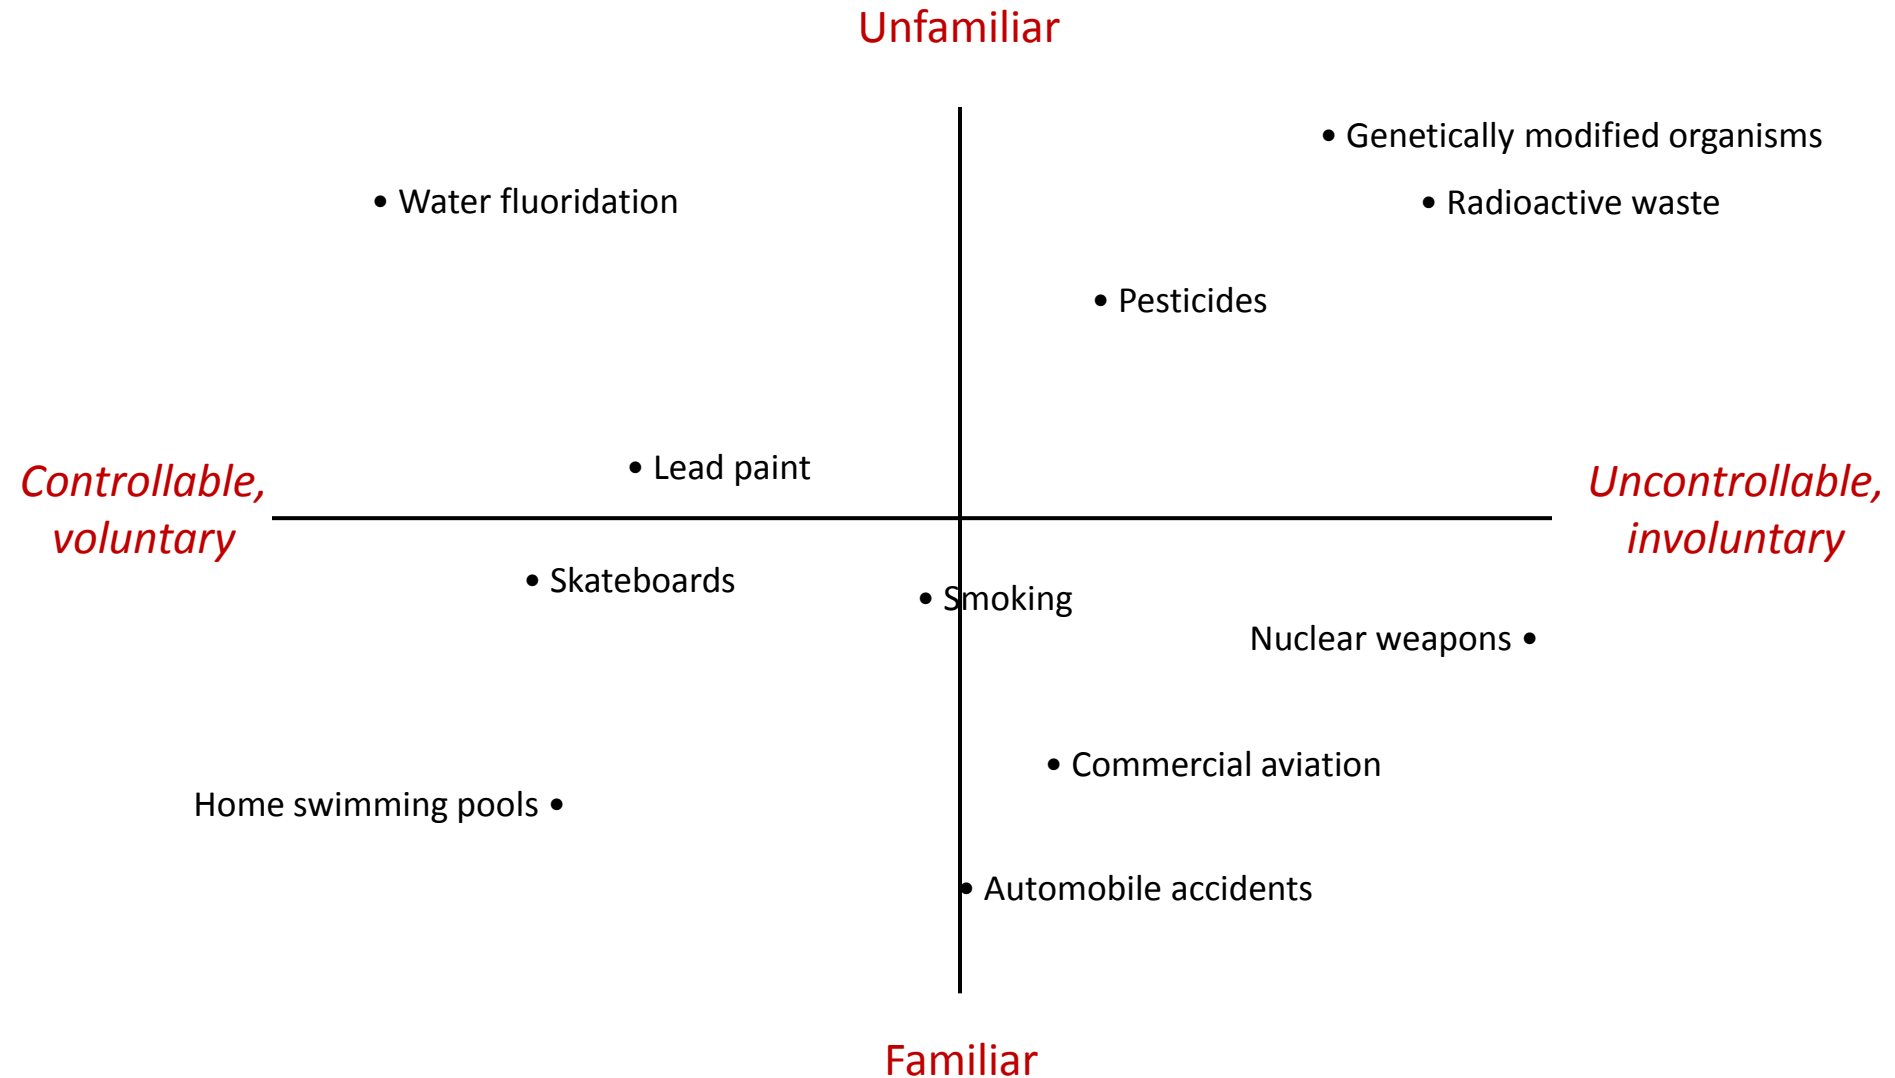 Unfamiliar
• Genetically modified organisms
• Water fluoridation
• Radioactive waste
• Pesticides
• Lead paint
Controllable,
voluntary
Uncontrollable,
involuntary
• Skateboards
• Smoking
Nuclear weapons •
• Commercial aviation
Home swimming pools •
• Automobile accidents
Familiar